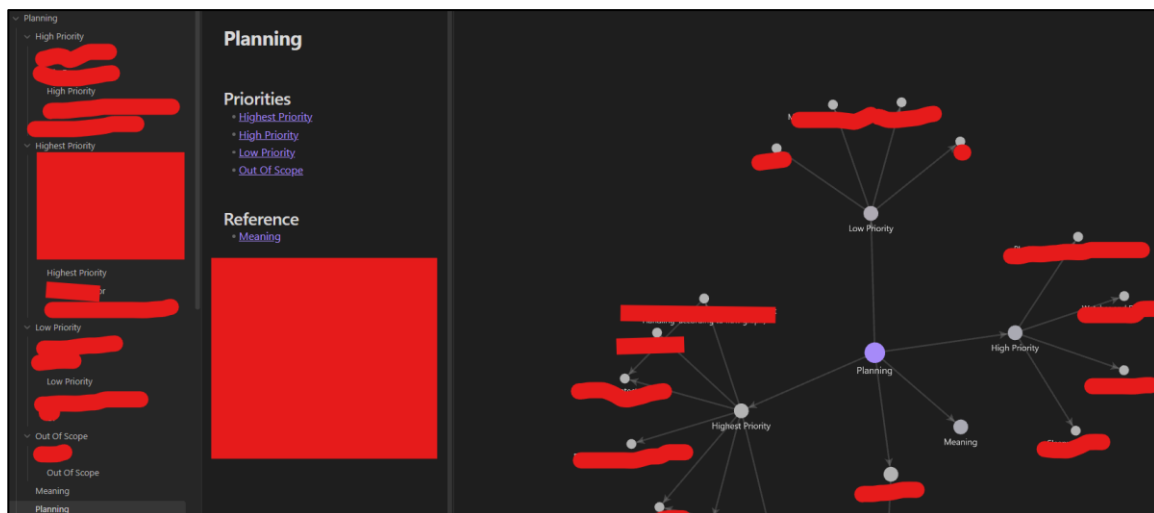 Planning
High Priority
High Priority
Highest Priority
Highest Priority
Low Priority
Low Priority
Out Of Scope
Out Of Scope
Meaning
Planning
Planning
Priorities
Highest Priority
High Priority
Low Priority
Out Of Scope
Reference
Meaning
Low Priority
High Priority
Planning
Highest Priority
Meaning